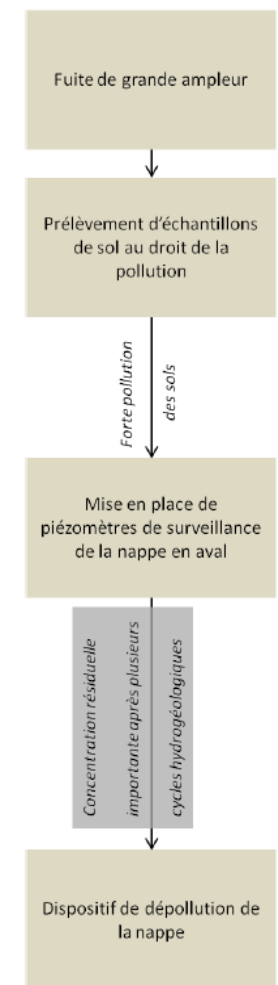 Fuite de grande ampleur
Prélèvement d'échantillons
de sol au droit de la
pollution
Forte pollution
des sols
Mise en place de
piézomètres de surveillance
de la nappe en aval
Concentration résiduelle
importante après plusieurs
cycles hydrogéologiques
Dispositif de dépollution de
la nappe